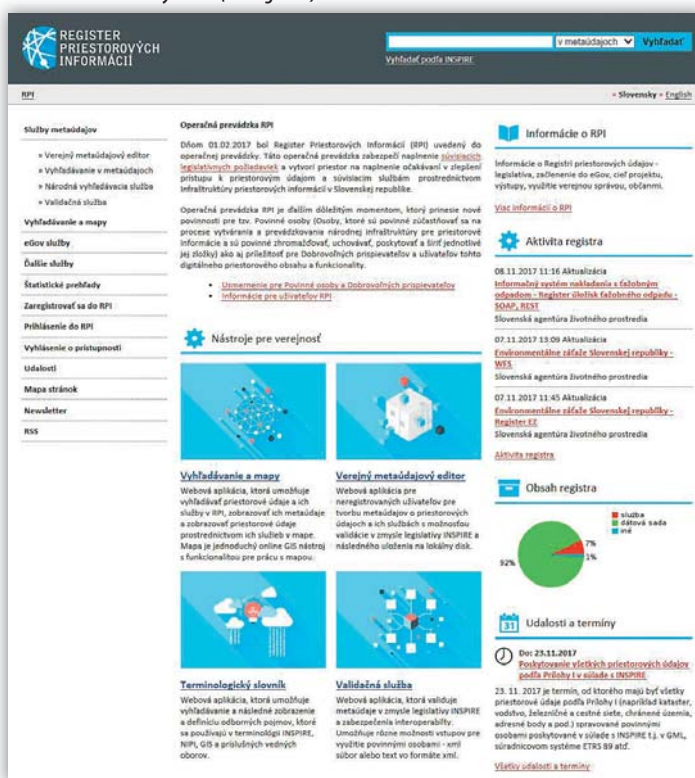 REGISTER
PRIESTOROVÝCH
INFORMÁCIÍ
v metaúdajoch
Vyhľadať
Vyhľadať podľa INSPIRE
RPI
» Slovensky » English
Služby metaúdajov
» Verejný metaúdajový editor
» Vyhľadávanie v metaúdajoch
» Národná vyhľadávacia služba
» Validačná služba
Vyhľadávanie a mapy
eGov služby
Ďalšie služby
Štatistické prehľady
Zaregistrovať sa do RPI
Prihlásenie do RPI
Vyhlásenie o prístupnosti
Udalosti
Mapa stránok
Newsletter
RSS
Operačná prevádzka RPI
Dňom 01.02.2017 bol Register Priestorových Informácií (RPI) uvedený do
operačnej prevádzky. Táto operačná prevádzka zabezpečí naplnenie súvisiacich
legislatívnych požiadaviek a vytvorí priestor na naplnenie očakávaní v zlepšení
prístupu k priestorovým údajom a súvisiacim službám prostredníctvom
Infraštruktúry priestorových informácií v Slovenskej republike.
Operačná prevádzka RPI je ďalším dôležitým momentom, ktorý prinesie nové
povinnosti pre tzv. Povinné osoby (Osoby, ktoré sú povinné zúčastňovať sa na
procese vytvárania a prevádzkovania národnej infraštruktúry pre priestorové
informácie a sú povinné zhromažďovať, uchovávať, poskytovať a šíriť jednotlivé
jej zložky) ako aj príležitosť pre Dobrovoľných prispievateľov a užívateľov tohto
digitálneho priestorového obsahu a funkcionality.
• Usmernenie pre Povinné osoby a Dobrovoľných prispievateľov
• Informácie pre užívateľov RPI
Nástroje pre verejnosť
Vyhľadávanie a mapy
Webová aplikácia, ktorá umožňuje
vyhľadávať priestorové údaje a ich
služby v RPI, zobrazovať ich metaúdaje
a zobrazovať priestorové údaje
prostredníctvom ich služieb v mape.
Mapa je jednoduchý online GIS nástroj
s funkcionalitou pre prácu s mapou.
Verejný metaúdajový editor
Webová aplikácia pre
neregistrovaných užívateľov pre
tvorbu metaúdajov o priestorových
údajoch a ich službách s možnosťou
validácie v zmysle legislatívy INSPIRE a
následného uloženia na lokálny disk.
Terminologický slovník
Webová aplikácia, ktorá umožňuje
vyhľadávanie a následné zobrazenie
a definíciu odborných pojmov, ktoré
sa používajú v terminológii INSPIRE,
NIPI, GIS a príslušných vedných
oborov.
Validačná služba
Webová aplikácia, ktorá validuje
metaúdaje v zmysle legislatívy INSPIRE
a zabezpečenia interoperability.
Umožňuje rôzne možnosti vstupov pre
využitie povinnými osobami - xml
súbor alebo text vo formáte xml.
Informácie o RPI
Informácie o Registri priestorových údajov -
legislatíva, začlenenie do eGov, cieľ projektu,
výstupy, využitie verejnou správou, občanmi.
Viac informácií o RPI
Aktivita registra
08.11.2017 11:16 Aktualizácia
Informačný systém nakladania s ťažobným
odpadom - Register úložísk ťažobného odpadu -
SOAP, REST
Slovenská agentúra životného prostredia
07.11.2017 13:09 Aktualizácia
Environmentálne záťaže Slovenskej republiky -
WFS
Slovenská agentúra životného prostredia
07.11.2017 11:45 Aktualizácia
Environmentálne záťaže Slovenskej republiky -
Register EZ
Slovenská agentúra životného prostredia
Aktivita registra
Obsah registra
služba
dátová sada
iné
7%
1%
92%
31
Udalosti a termíny
Do: 23.11.2017
Poskytovanie všetkých priestorových údajov
podľa Prílohy I v súlade s INSPIRE
23. 11. 2017 je termín, od ktorého majú byť všetky
priestorové údaje podľa Prílohy I (napríklad kataster,
vodstvo, železničné a cestné siete, chránené územia,
adresné body a pod.) spravované povinnými
osobami poskytované v súlade s INSPIRE t.j. v GML,
súradnicovom systéme ETRS 89 atď.
Všetky udalosti a termíny